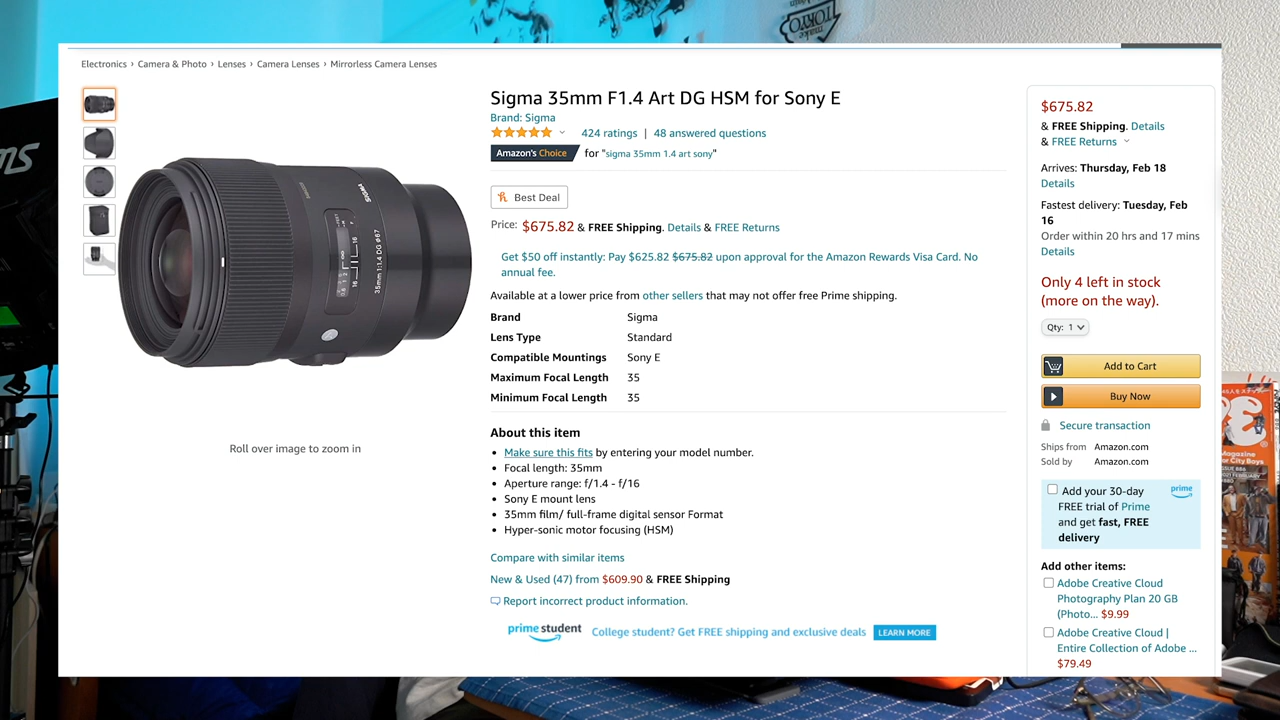 TOKYO
MS
Electronics › Camera & Photo › Lenses › Camera Lenses › Mirrorless Camera Lenses
Sigma 35mm F1.4 Art DG HSM for Sony E
Brand: Sigma
424 ratings | 48 answered questions
Amazon's Choice for "sigma 35mm 1.4 art sony"
Best Deal
Price: $675.82 & FREE Shipping. Details & FREE Returns
Get $50 off instantly: Pay $625.82 $675.82 upon approval for the Amazon Rewards Visa Card. No
annual fee.
Available at a lower price from other sellers that may not offer free Prime shipping.
Brand Sigma
Lens Type Standard
Compatible Mountings Sony E
Maximum Focal Length 35
Minimum Focal Length 35
SIGMA
35mm 1:1.4 DG ø67
Roll over image to zoom in
About this item
• Make sure this fits by entering your model number.
• Focal length: 35mm
• Aperture range: f/1.4 - f/16
• Sony E mount lens
• 35mm film/ full-frame digital sensor Format
• Hyper-sonic motor focusing (HSM)
Compare with similar items
New & Used (47) from $609.90 & FREE Shipping
Report incorrect product information.
prime student College student? Get FREE shipping and exclusive deals LEARN MORE
$675.82
& FREE Shipping. Details
& FREE Returns
Arrives: Thursday, Feb 18
Details
Fastest delivery: Tuesday, Feb
16
Order within 20 hrs and 17 mins
Details
Only 4 left in stock
(more on the way).
Qty: 1
Add to Cart
Buy Now
Secure transaction
Ships from Amazon.com
Sold by Amazon.com
Add your 30-day
FREE trial of Prime
and get fast, FREE
delivery
prime
Add other items:
Adobe Creative Cloud
Photography Plan 20 GB
(Photo... $9.99
Adobe Creative Cloud |
Entire Collection of Adobe ...
$79.49
Magazine
for City Boys